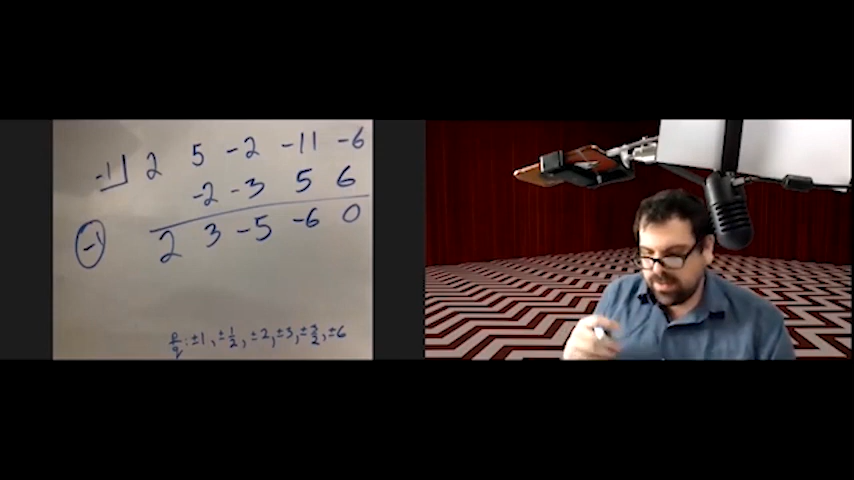 -1 2 5 -2 -11 -6
-2 -3 5 6
-1 2 3 -5 -6 0
p/q: ±1, ±1/2, ±2, ±3, ±3/2, ±6